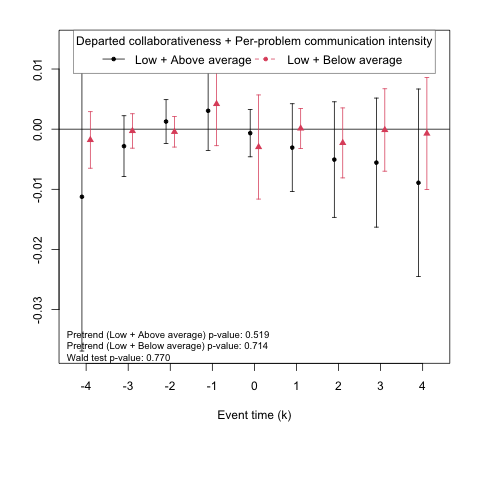 Departed collaborativeness + Per-problem communication intensity
Low + Above average
Low + Below average
0.01
0.00
-0.01
-0.02
-0.03
Pretrend (Low + Above average) p-value: 0.519
Pretrend (Low + Below average) p-value: 0.714
Wald test p-value: 0.770
-4 -3 -2 -1 0 1 2 3 4
Event time (k)